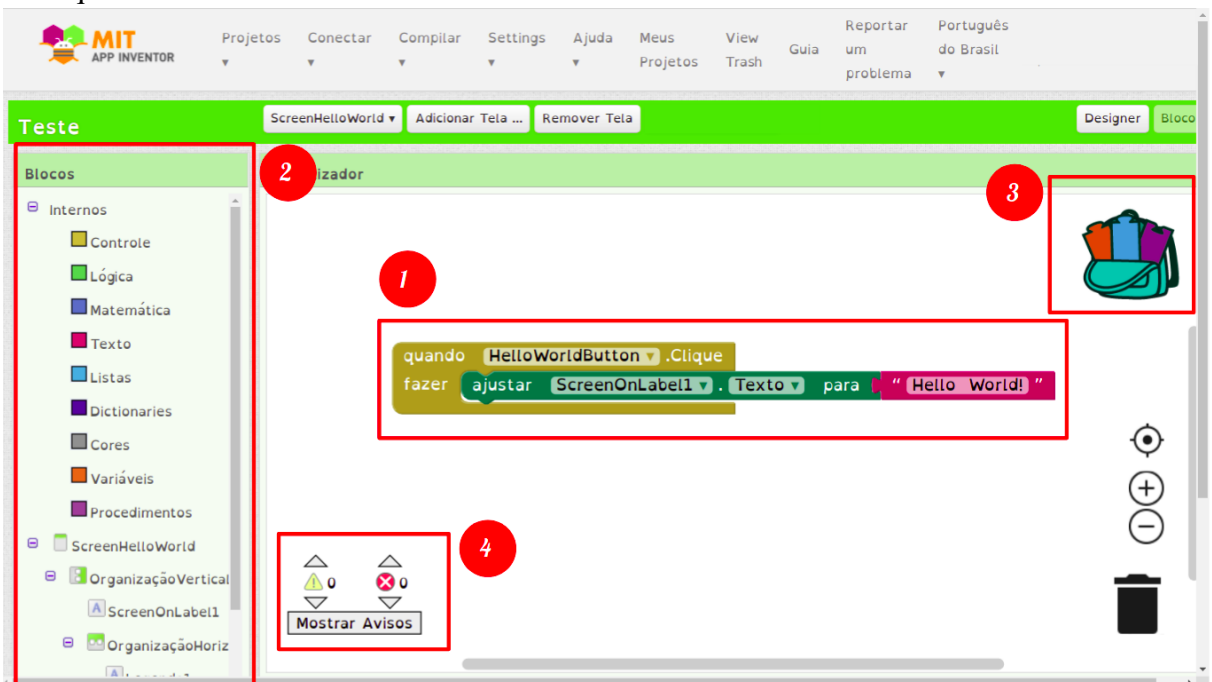 MIT
APP INVENTOR
Projetos
Conectar
Compilar
Settings
Ajuda
Meus
Projetos
View
Trash
Guia
Reportar
um
problema
Português
do Brasil
Teste
ScreenHelloWorld
Adicionar Tela ...
Remover Tela
Designer
Bloco
Blocos
2
izador
3
Internos
Controle
Lógica
Matemática
Texto
Listas
Dictionaries
Cores
Variáveis
Procedimentos
ScreenHelloWorld
OrganizaçãoVertical
ScreenOnLabel1
OrganizaçãoHoriz
1
quando HelloWorldButton .Clique
fazer ajustar ScreenOnLabel1 . Texto para “ Hello World! ”
4
0 0
Mostrar Avisos